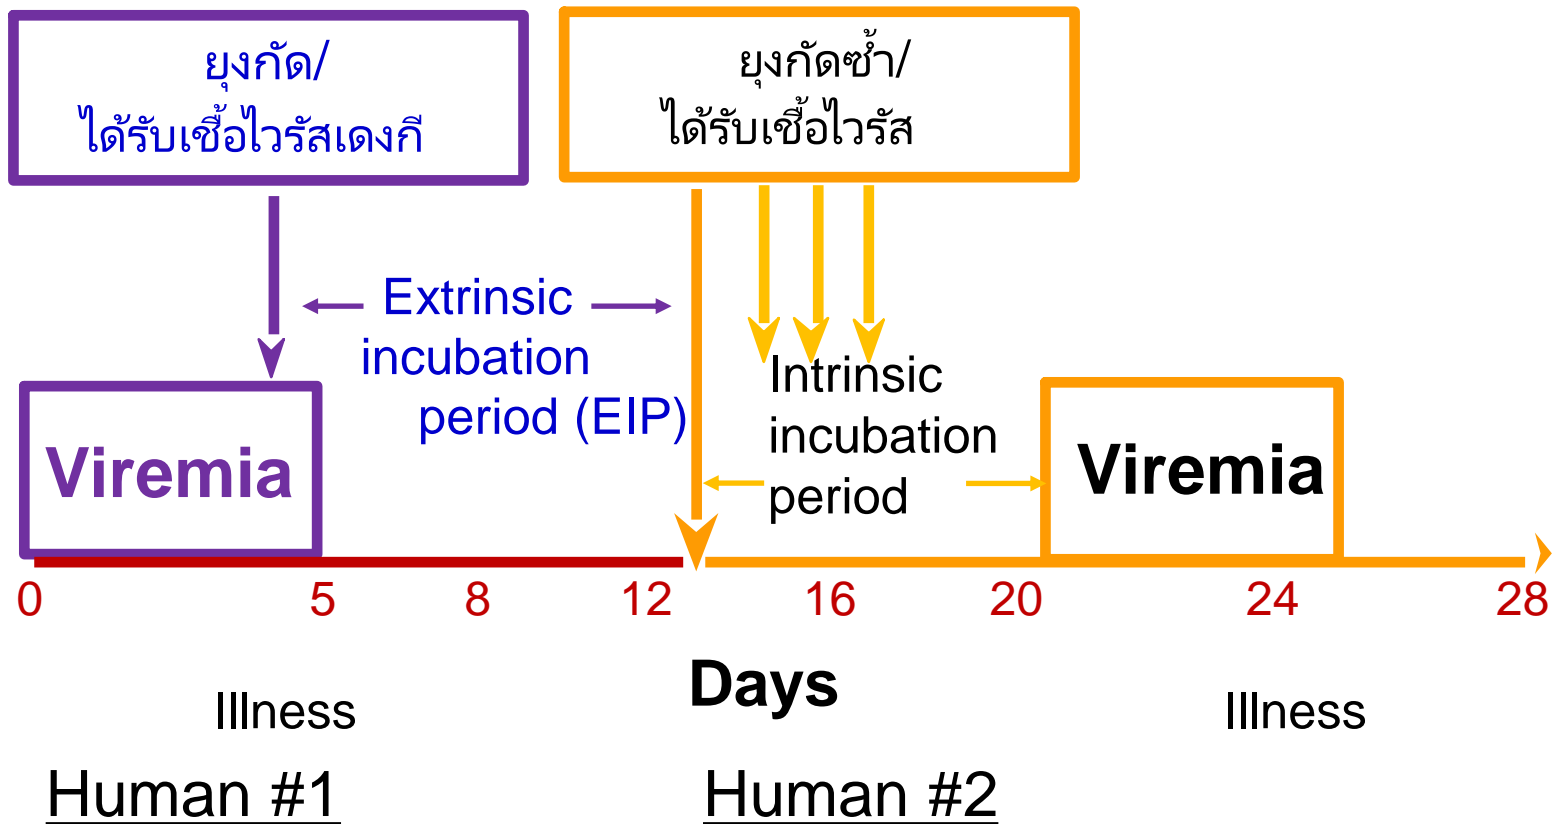 ยุงกัด/
ได้รับเชื้อไวรัสเดงกี
ยุงกัดซ้ำ/
ได้รับเชื้อไวรัส
Extrinsic
incubation
period (EIP)
Intrinsic
incubation
period
Viremia
Viremia
0 5 8 12 16 20 24 28
Days
Illness
Illness
Human #1
Human #2